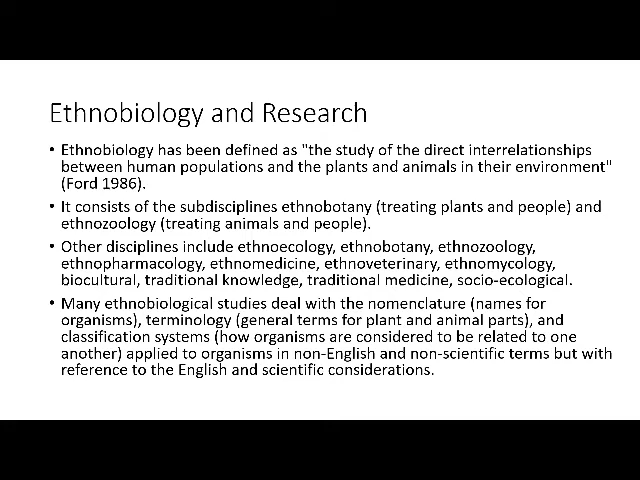 Ethnobiology and Research
• Ethnobiology has been defined as "the study of the direct interrelationships
between human populations and the plants and animals in their environment"
(Ford 1986).
• It consists of the subdisciplines ethnobotany (treating plants and people) and
ethnozoology (treating animals and people).
• Other disciplines include ethnoecology, ethnobotany, ethnozoology,
ethnopharmacology, ethnomedicine, ethnoveterinary, ethnomycology,
biocultural, traditional knowledge, traditional medicine, socio-ecological.
• Many ethnobiological studies deal with the nomenclature (names for
organisms), terminology (general terms for plant and animal parts), and
classification systems (how organisms are considered to be related to one
another) applied to organisms in non-English and non-scientific terms but with
reference to the English and scientific considerations.